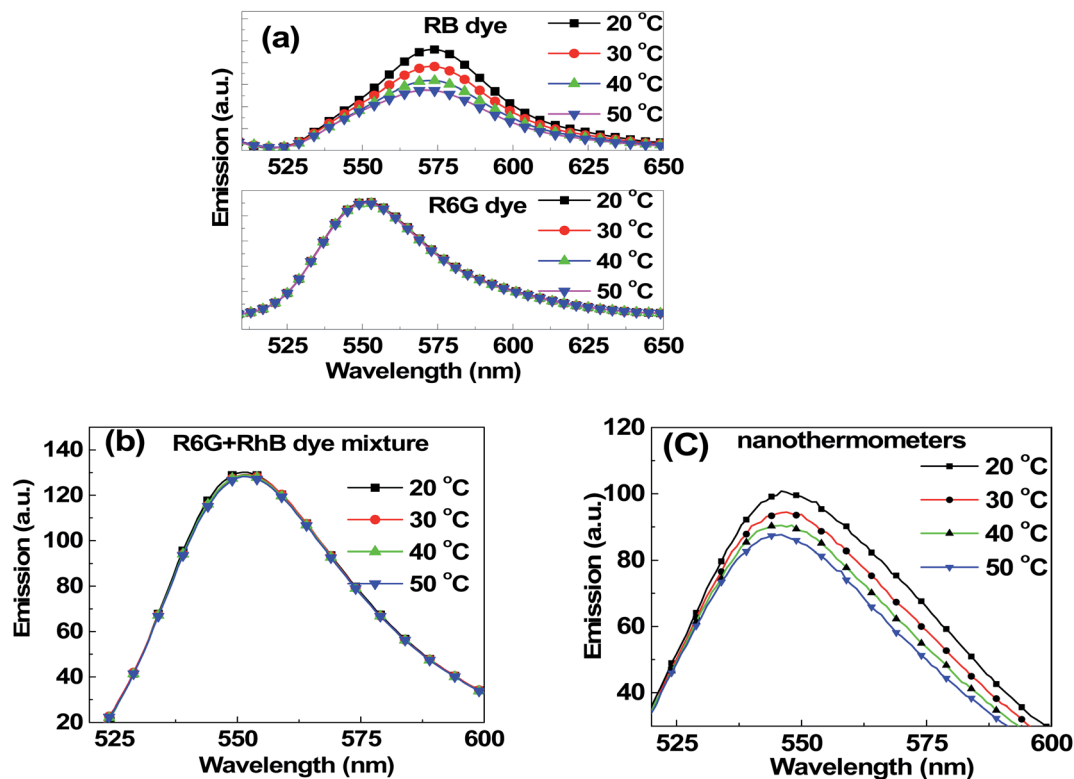 (a)
RB dye
20 °C
30 °C
40 °C
50 °C
525 550 575 600 625 650
R6G dye
20 °C
30 °C
40 °C
50 °C
525 550 575 600 625 650
Wavelength (nm)
Emission (a.u.)
(b)
R6G+RhB dye mixture
20 °C
30 °C
40 °C
50 °C
140
120
100
80
60
40
20
525 550 575 600
Wavelength (nm)
Emission (a.u.)
(C)
nanothermometers
20 °C
30 °C
40 °C
50 °C
120
100
80
60
40
525 550 575 600
Wavelength (nm)
Emission (a.u.)